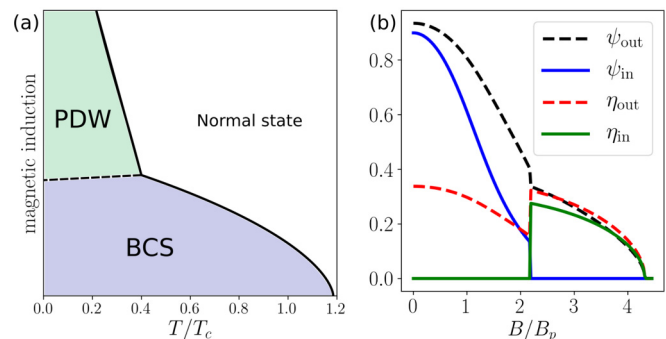 (a)
magnetic induction
PDW
Normal state
BCS
0.0 0.2 0.4 0.6 0.8 1.0 1.2
T/T_c
(b)
0.8
0.6
0.4
0.2
0.0
ψ_out
ψ_in
η_out
η_in
0 1 2 3 4
B/B_p